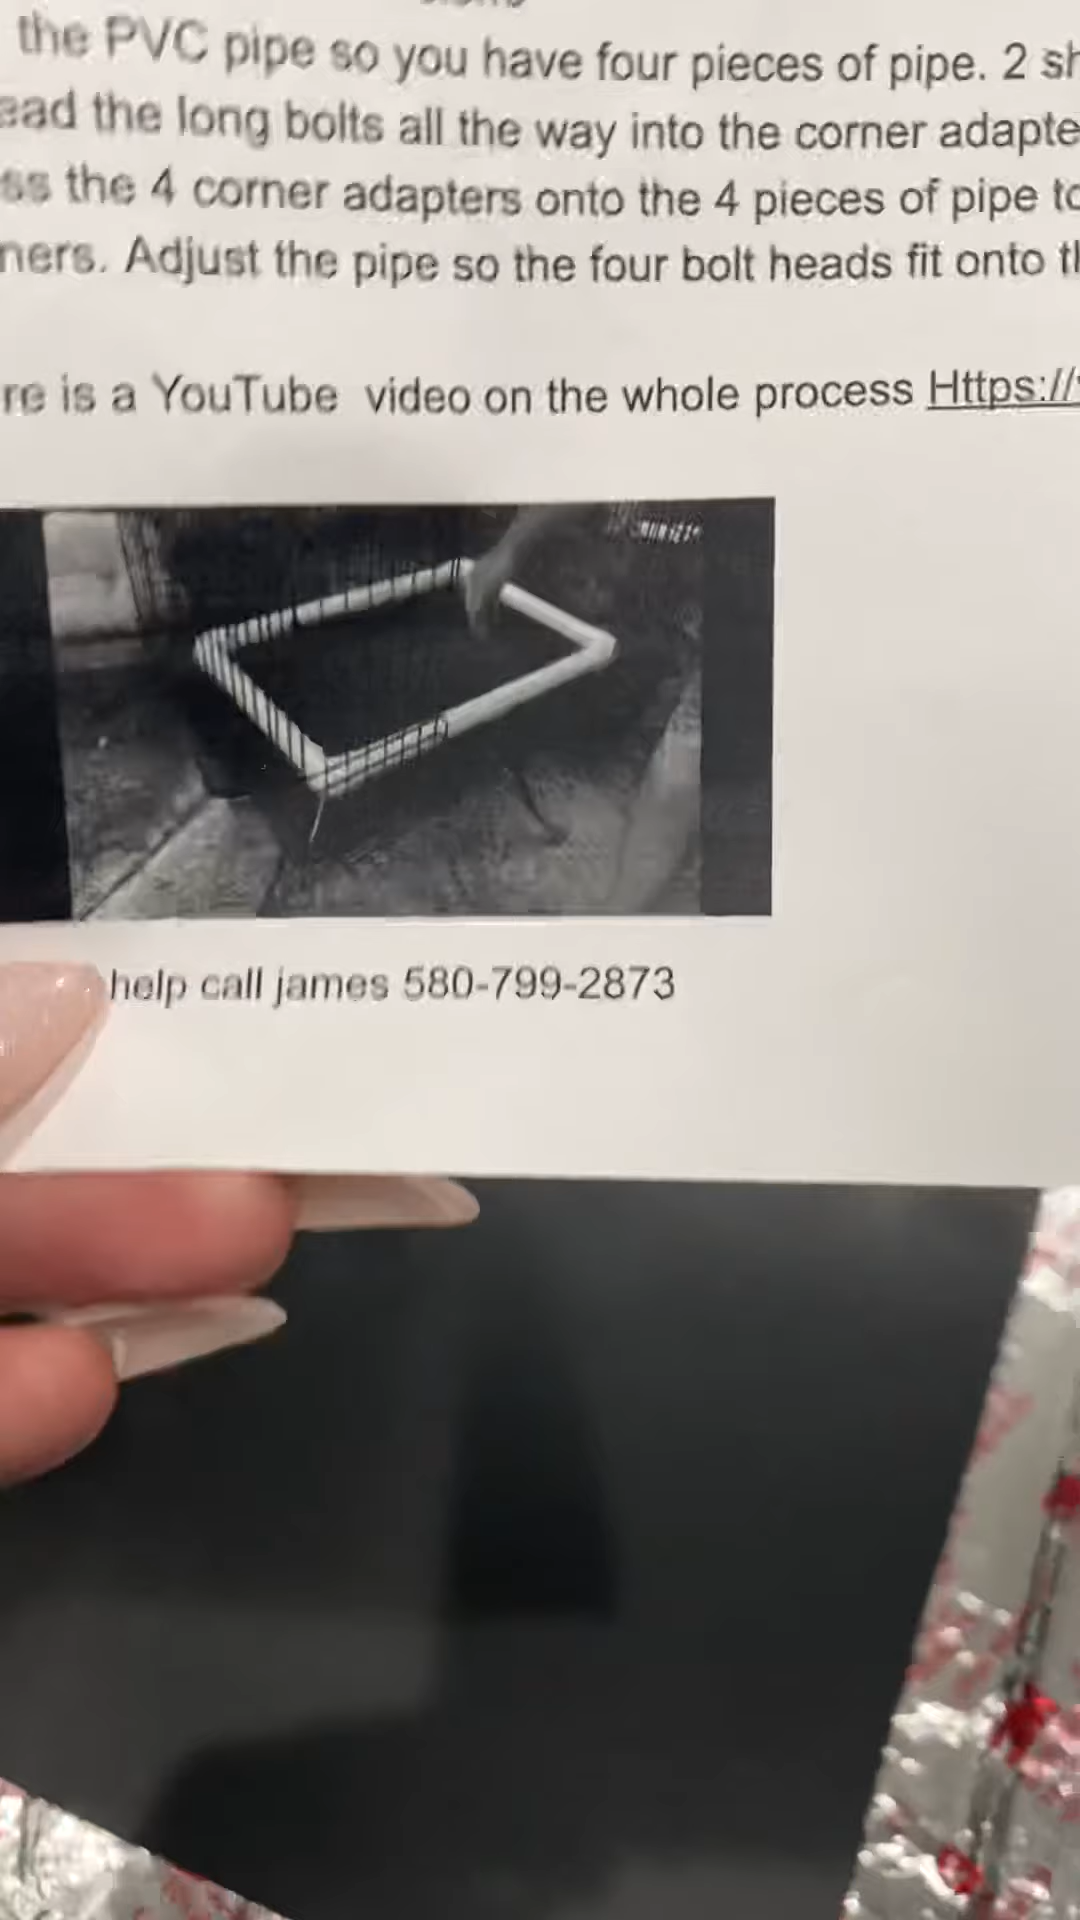 the PVC pipe so you have four pieces of pipe. 2 sh
ead the long bolts all the way into the corner adapte
ss the 4 corner adapters onto the 4 pieces of pipe to
ners. Adjust the pipe so the four bolt heads fit onto th
re is a YouTube video on the whole process Https://
help call james 580-799-2873